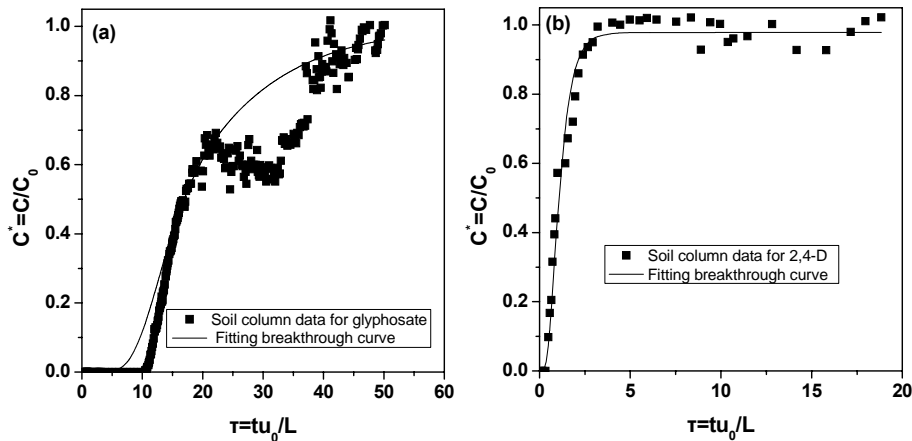 (a)
C*=C/C0
1.0
0.8
0.6
0.4
0.2
0.0
Soil column data for glyphosate
Fitting breakthrough curve
0 10 20 30 40 50 60
τ=tu0/L
(b)
C*=C/C0
1.0
0.8
0.6
0.4
0.2
0.0
Soil column data for 2,4-D
Fitting breakthrough curve
0 5 10 15 20
τ=tu0/L